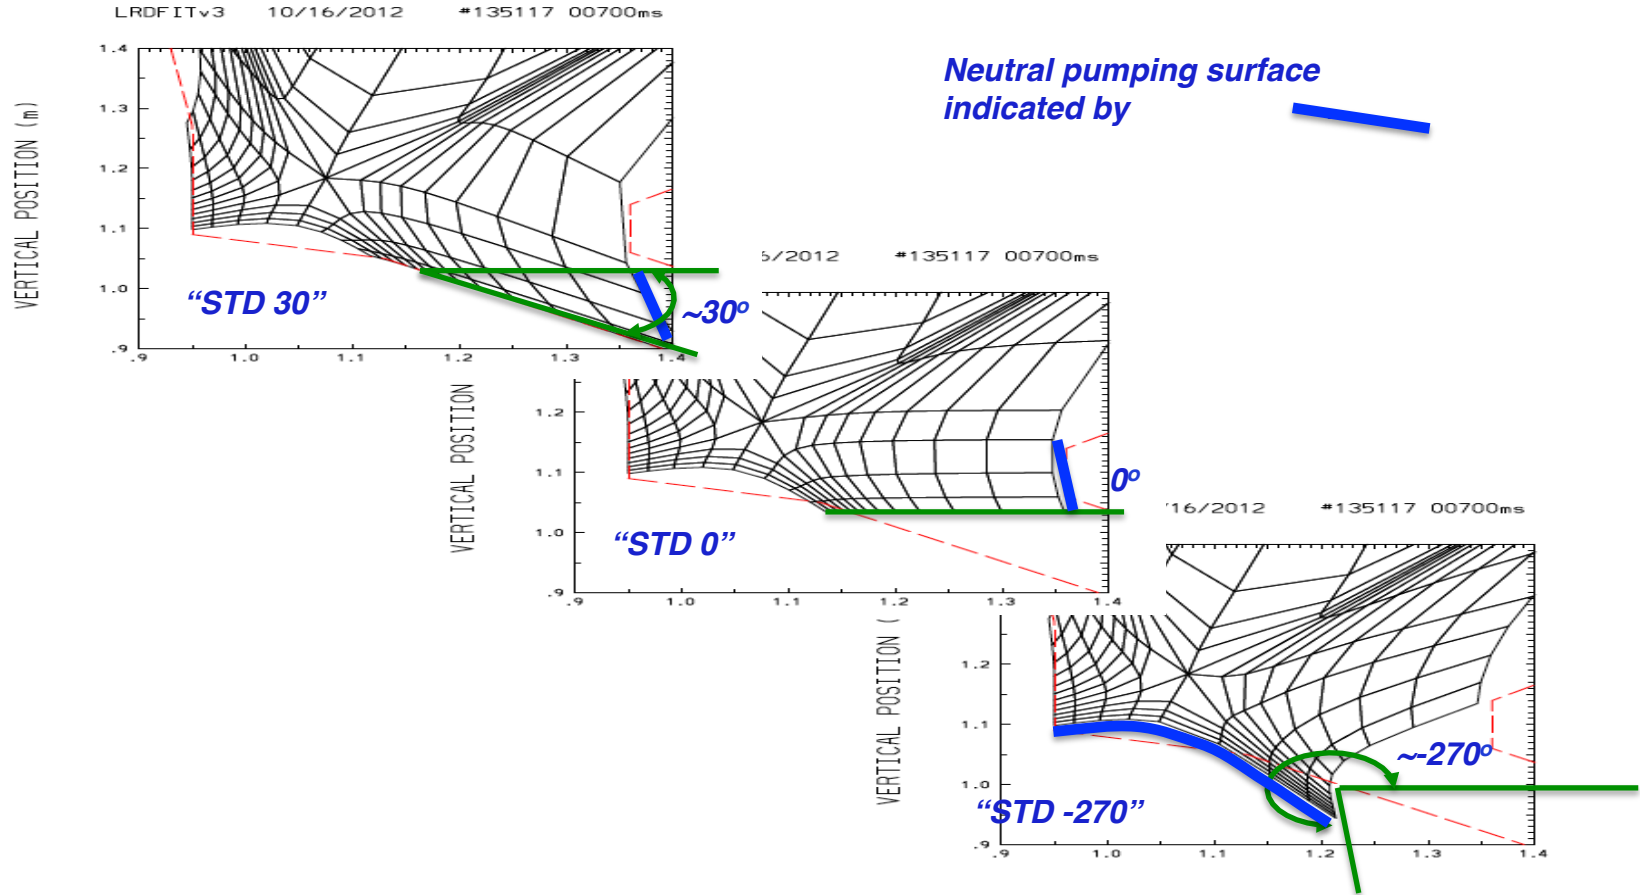 LRDFITv3 10/16/2012 #135117 00700ms
Neutral pumping surface
indicated by
VERTICAL POSITION (m)
1.4
1.3
1.2
1.1
1.0
.9
.9 1.0 1.1 1.2 1.3 1.4
“STD 30”
~30º
6/2012 #135117 00700ms
VERTICAL POSITION
1.2
1.1
1.0
.9
.9 1.0 1.1 1.2 1.3 1.4
“STD 0”
0º
/16/2012 #135117 00700ms
VERTICAL POSITION (
1.2
1.1
1.0
.9
.9 1.0 1.1 1.2 1.3 1.4
“STD -270”
~-270º